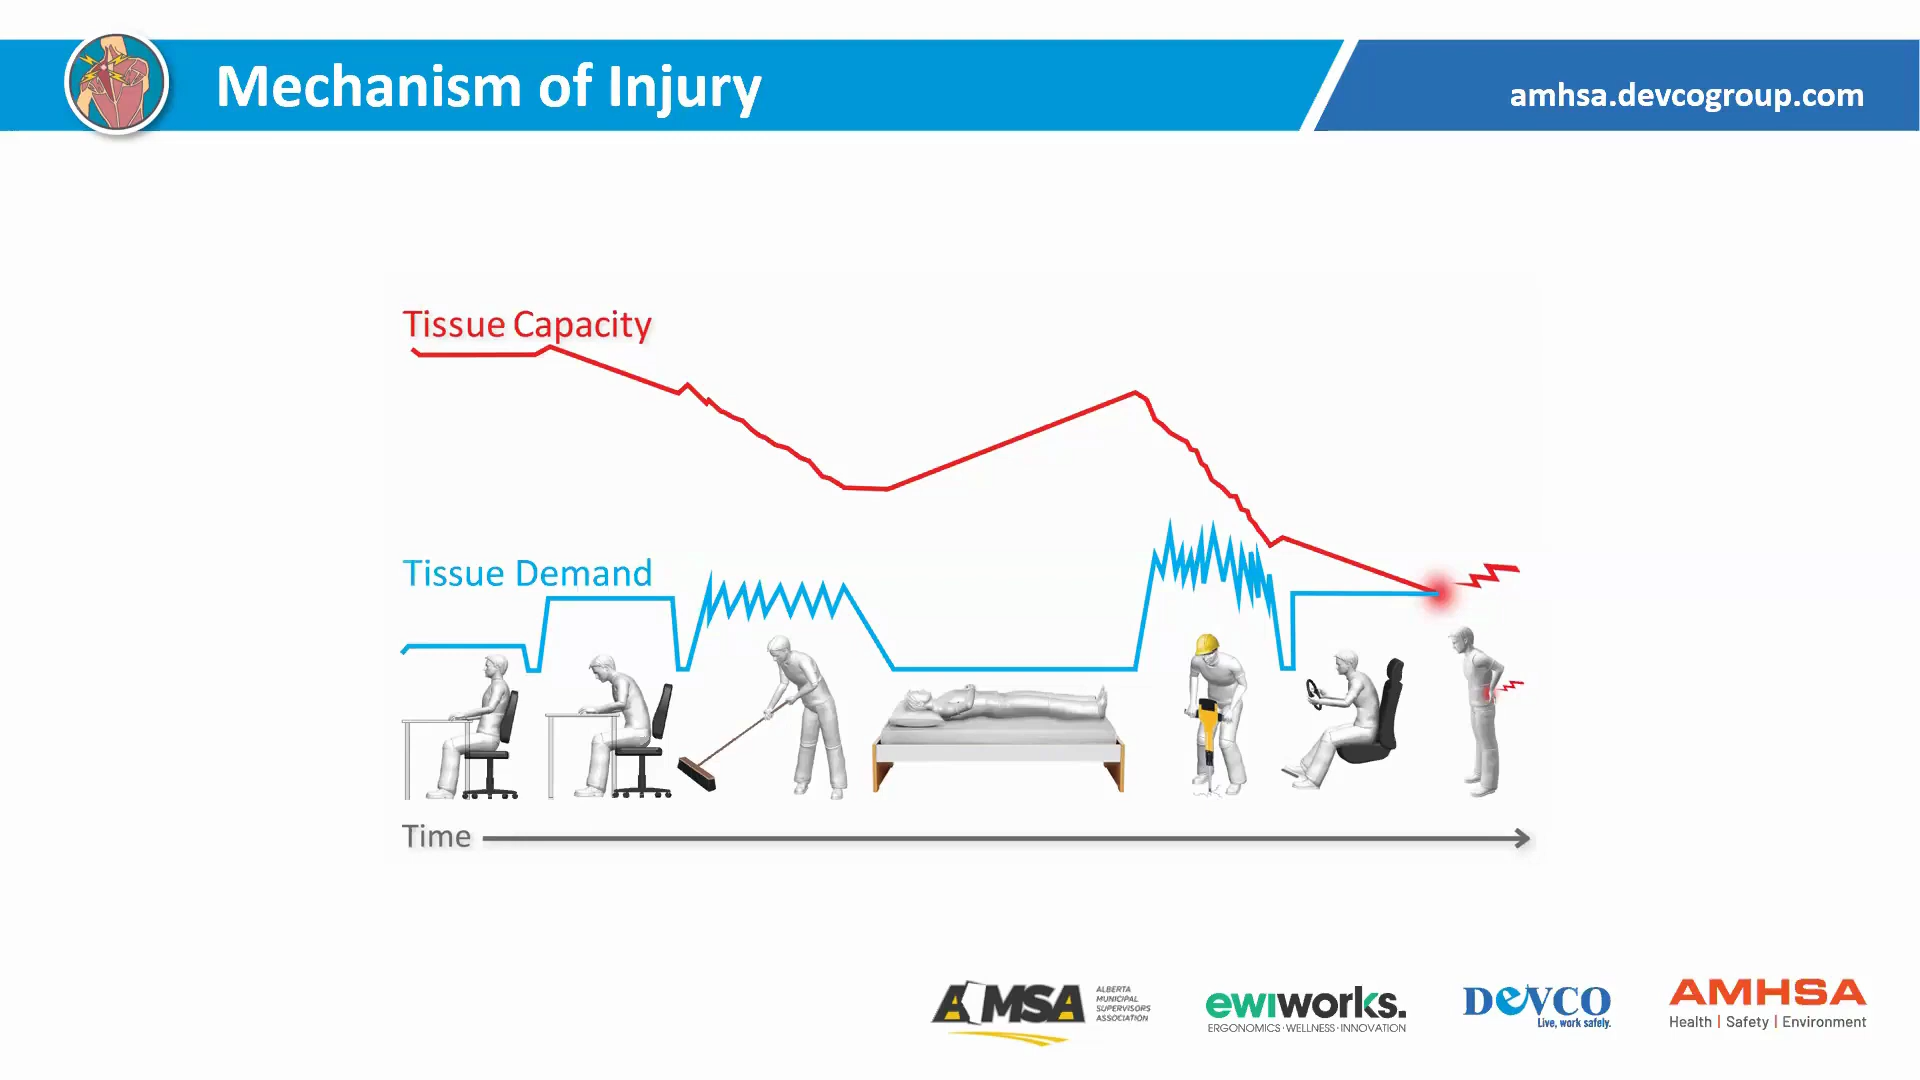 Mechanism of Injury
amhsa.devcogroup.com
Tissue Capacity
Tissue Demand
Time
AMSA
ALBERTA
MUNICIPAL
SUPERVISORS
ASSOCIATION
ewiworks.
ERGONOMICS·WELLNESS·INNOVATION
DevCO
Live, work safely.
AMHSA
Health | Safety | Environment